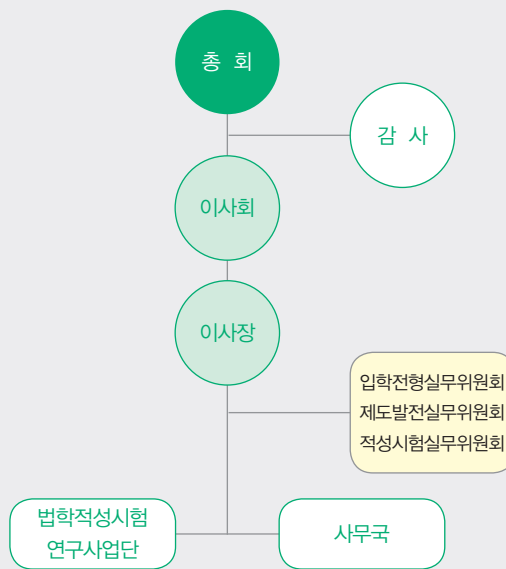 총 회
감 사
이사회
이사장
입학전형실무위원회
제도발전실무위원회
적성시험실무위원회
법학적성시험
연구사업단
사무국